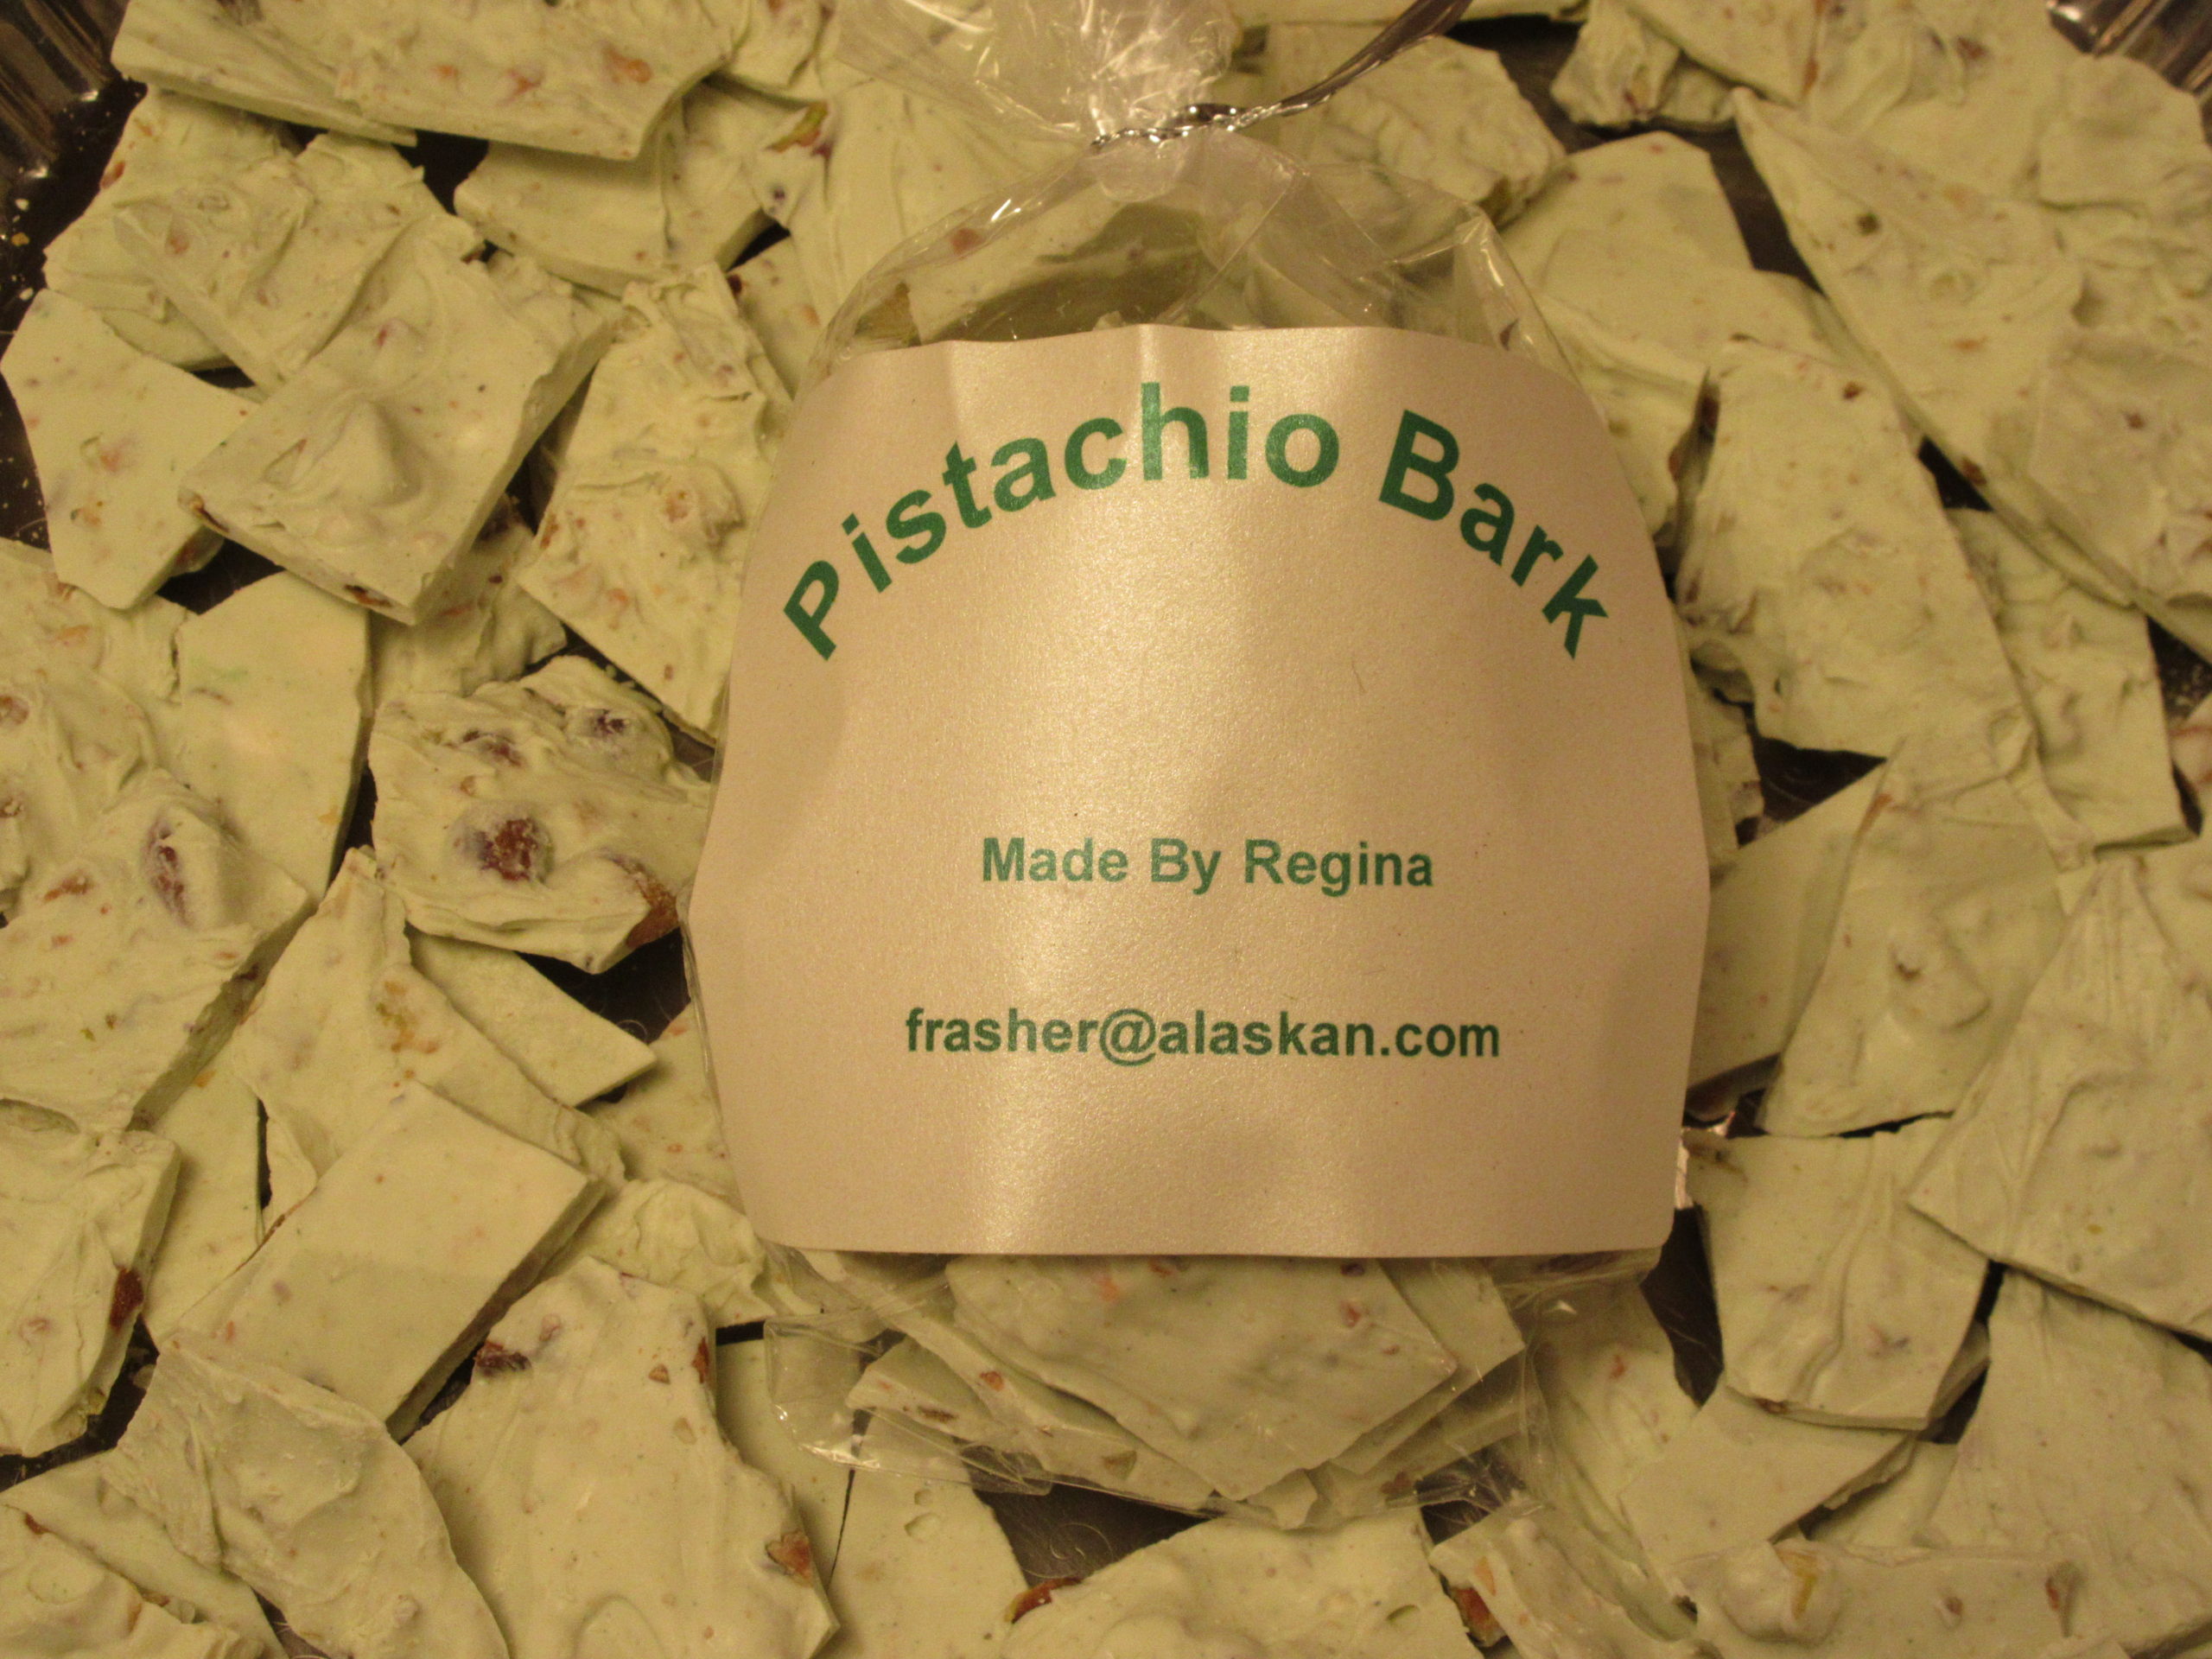 Pistachio Bark
Made By Regina
frasher@alaskan.com